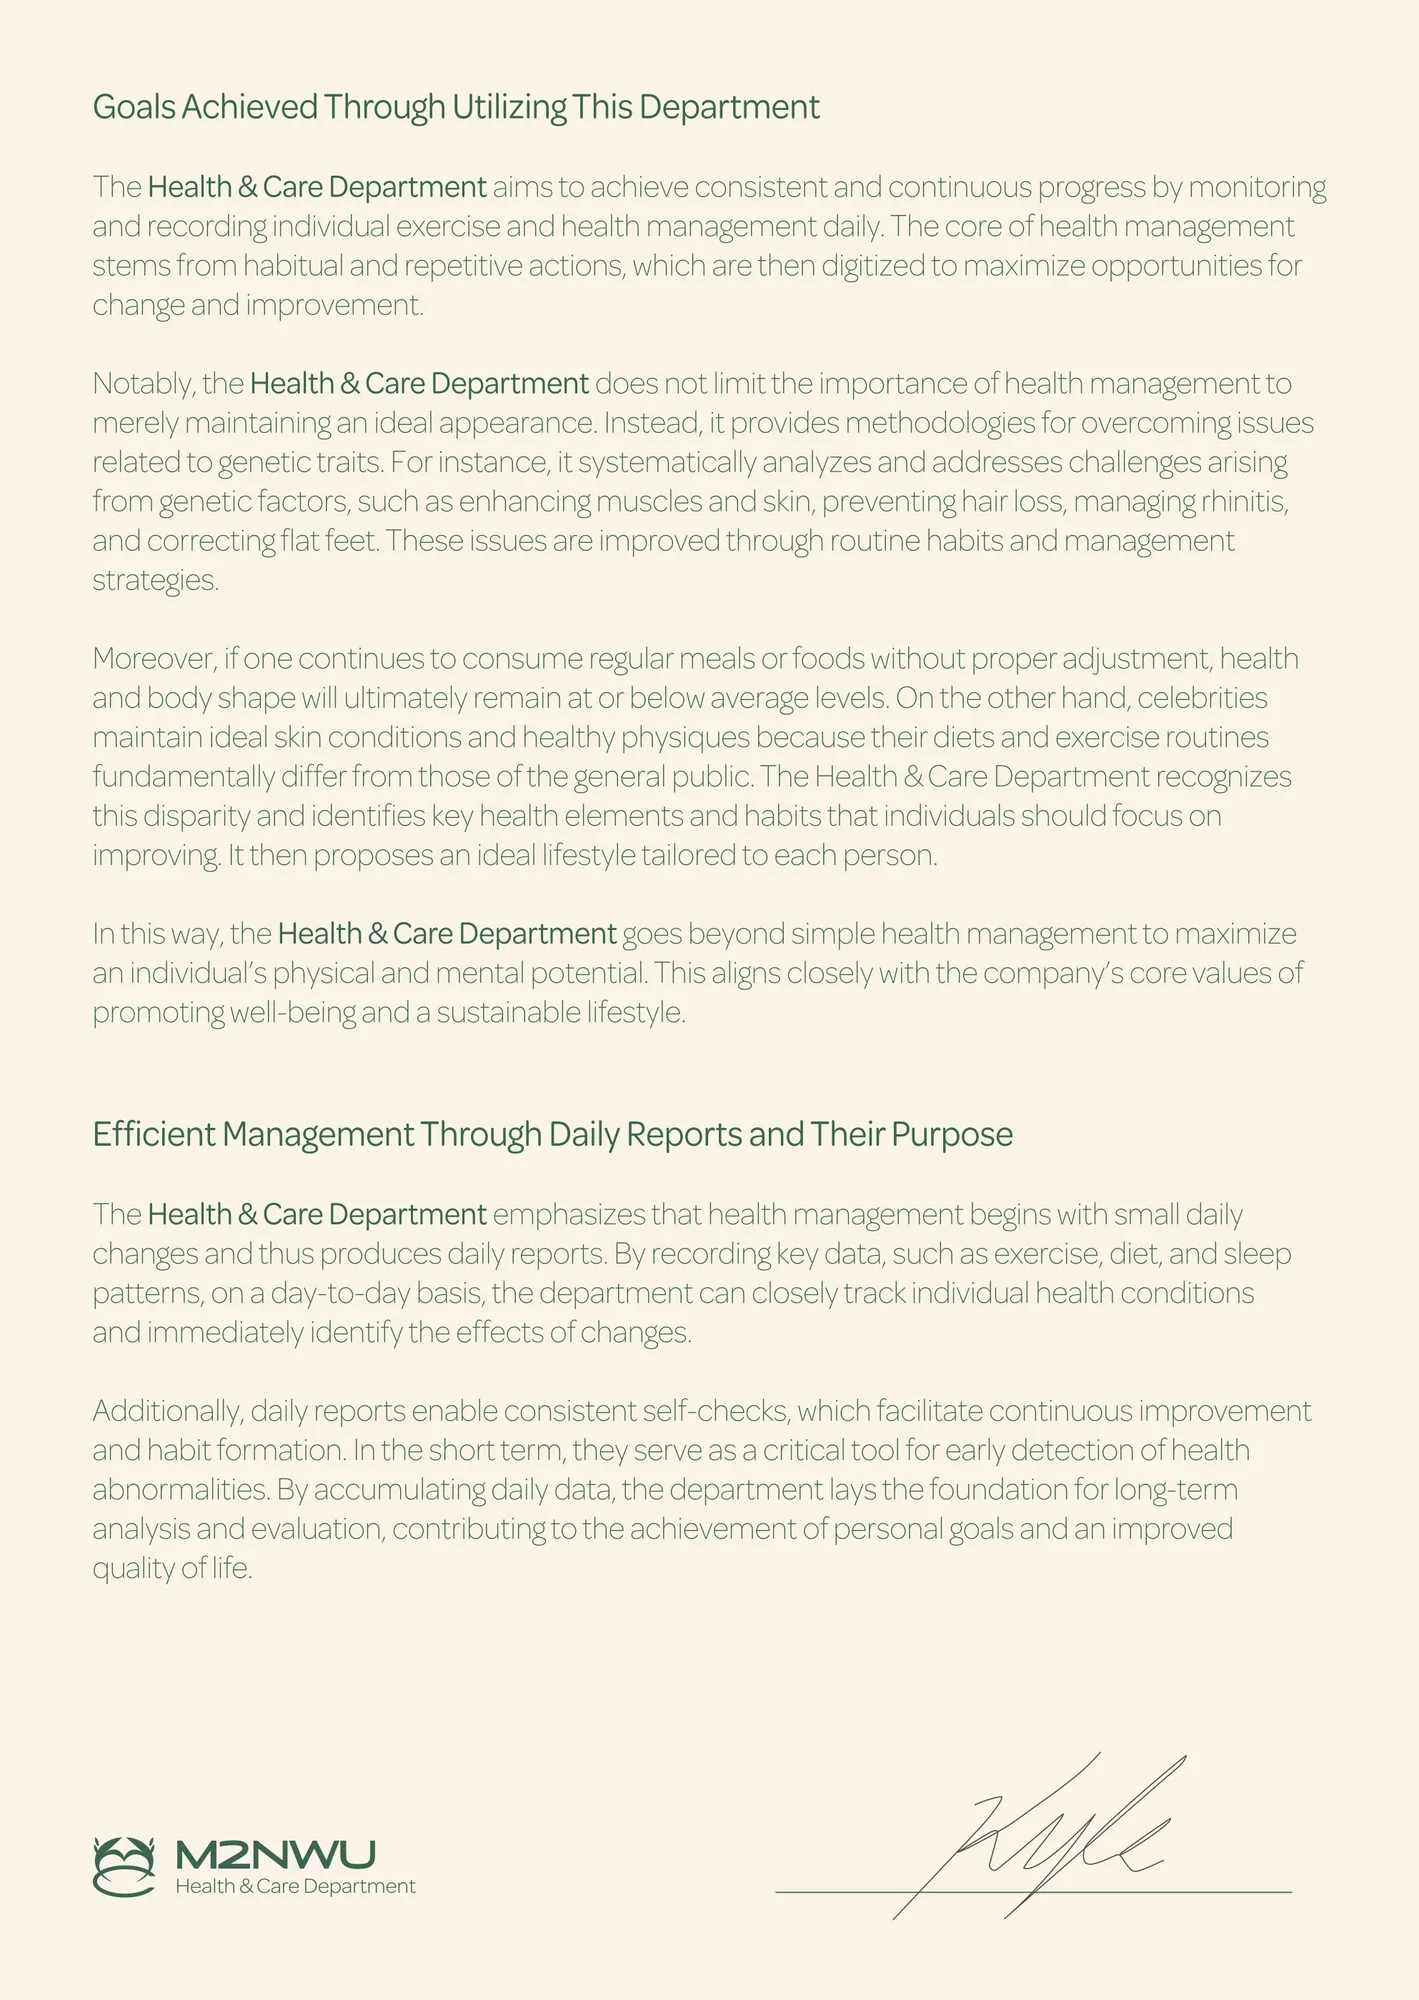 Goals Achieved Through Utilizing This Department
The Health & Care Department aims to achieve consistent and continuous progress by monitoring
and recording individual exercise and health management daily. The core of health management
stems from habitual and repetitive actions, which are then digitized to maximize opportunities for
change and improvement.
Notably, the Health & Care Department does not limit the importance of health management to
merely maintaining an ideal appearance. Instead, it provides methodologies for overcoming issues
related to genetic traits. For instance, it systematically analyzes and addresses challenges arising
from genetic factors, such as enhancing muscles and skin, preventing hair loss, managing rhinitis,
and correcting flat feet. These issues are improved through routine habits and management
strategies.
Moreover, if one continues to consume regular meals or foods without proper adjustment, health
and body shape will ultimately remain at or below average levels. On the other hand, celebrities
maintain ideal skin conditions and healthy physiques because their diets and exercise routines
fundamentally differ from those of the general public. The Health & Care Department recognizes
this disparity and identifies key health elements and habits that individuals should focus on
improving. It then proposes an ideal lifestyle tailored to each person.
In this way, the Health & Care Department goes beyond simple health management to maximize
an individual’s physical and mental potential. This aligns closely with the company’s core values of
promoting well-being and a sustainable lifestyle.
Efficient Management Through Daily Reports and Their Purpose
The Health & Care Department emphasizes that health management begins with small daily
changes and thus produces daily reports. By recording key data, such as exercise, diet, and sleep
patterns, on a day-to-day basis, the department can closely track individual health conditions
and immediately identify the effects of changes.
Additionally, daily reports enable consistent self-checks, which facilitate continuous improvement
and habit formation. In the short term, they serve as a critical tool for early detection of health
abnormalities. By accumulating daily data, the department lays the foundation for long-term
analysis and evaluation, contributing to the achievement of personal goals and an improved
quality of life.
M2NWU
Health & Care Department
Kyle